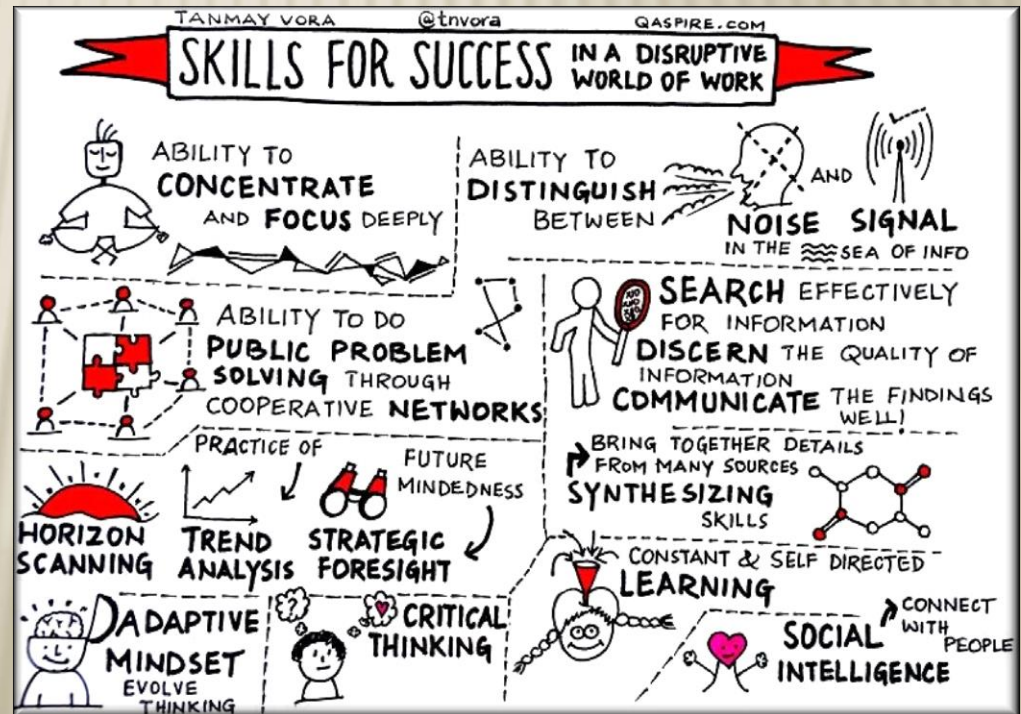 TANMAY VORA @tnvora QASPIRE.COM
SKILLS FOR SUCCESS IN A DISRUPTIVE
WORLD OF WORK
ABILITY TO
CONCENTRATE
AND FOCUS DEEPLY
ABILITY TO
DISTINGUISH
BETWEEN
NOISE AND SIGNAL
IN THE SEA OF INFO
ABILITY TO DO
PUBLIC PROBLEM
SOLVING THROUGH
COOPERATIVE NETWORKS
SEARCH EFFECTIVELY
FOR INFORMATION
DISCERN THE QUALITY OF
INFORMATION
COMMUNICATE THE FINDINGS
WELL!
PRACTICE OF
HORIZON
SCANNING
TREND
ANALYSIS
STRATEGIC
FORESIGHT
FUTURE
MINDEDNESS
BRING TOGETHER DETAILS
FROM MANY SOURCES
SYNTHESIZING
SKILLS
CONSTANT & SELF DIRECTED
LEARNING
ADAPTIVE
MINDSET
EVOLVE
THINKING
?
CRITICAL
THINKING
SOCIAL
INTELLIGENCE
CONNECT
WITH
PEOPLE